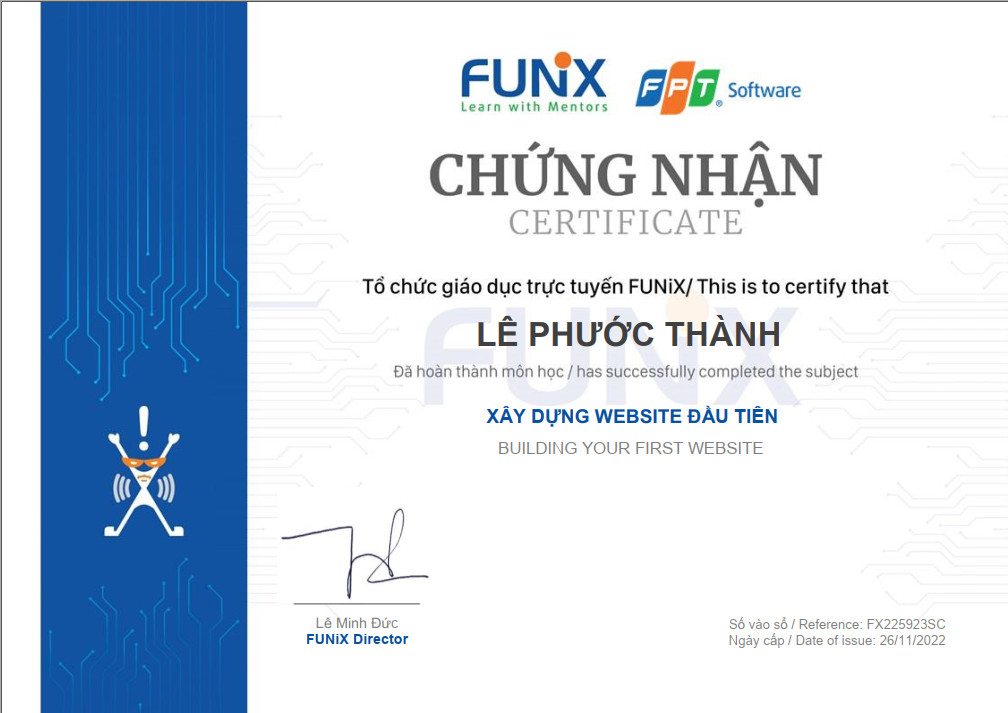 FUNiX
Learn with Mentors
FPT Software
CHỨNG NHẬN
CERTIFICATE
Tổ chức giáo dục trực tuyến FUNiX/ This is to certify that
LÊ PHƯỚC THÀNH
Đã hoàn thành môn học / has successfully completed the subject
XÂY DỰNG WEBSITE ĐẦU TIÊN
BUILDING YOUR FIRST WEBSITE
Lê Minh Đức
FUNiX Director
Số vào sổ / Reference: FX225923SC
Ngày cấp / Date of issue: 26/11/2022